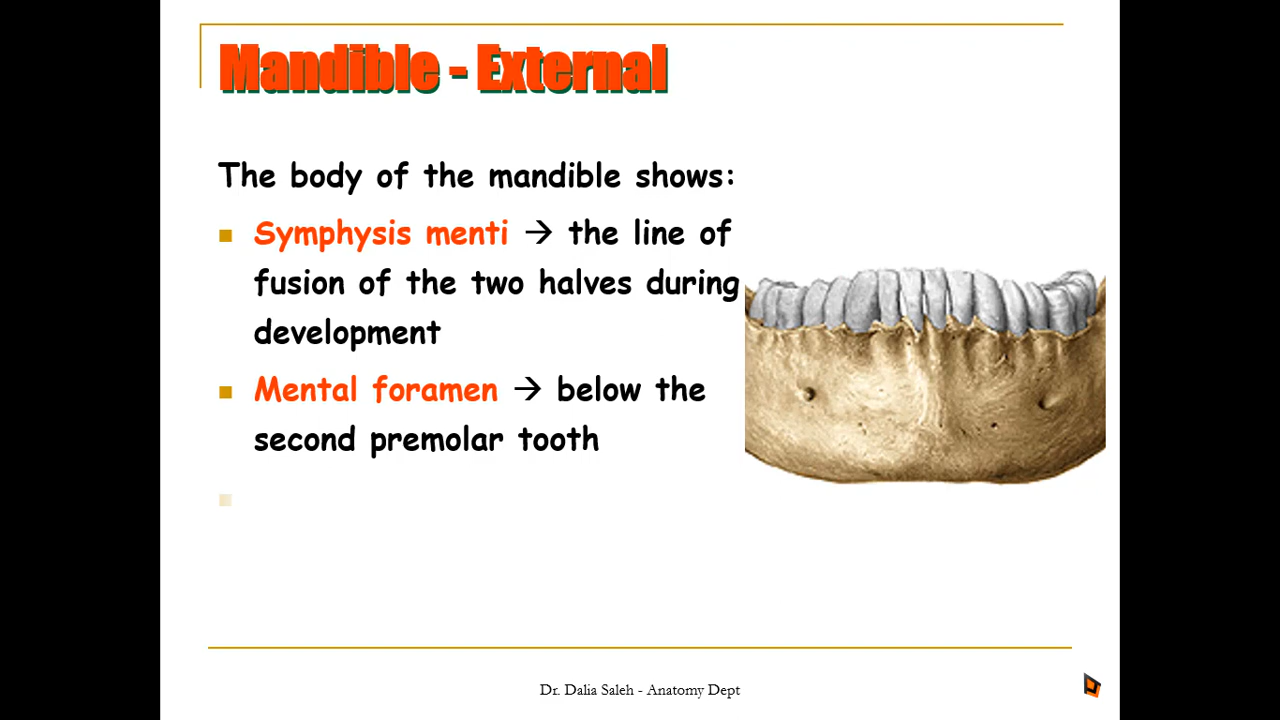 Mandible - External
The body of the mandible shows:
Symphysis menti → the line of
fusion of the two halves during
development
Mental foramen → below the
second premolar tooth
Dr. Dalia Saleh - Anatomy Dept